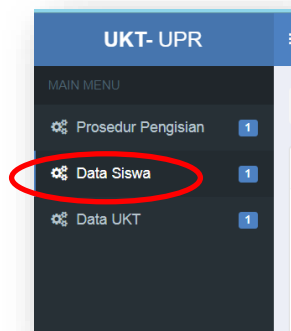 UKT- UPR
MAIN MENU
Prosedur Pengisian 1
Data Siswa 1
Data UKT 1